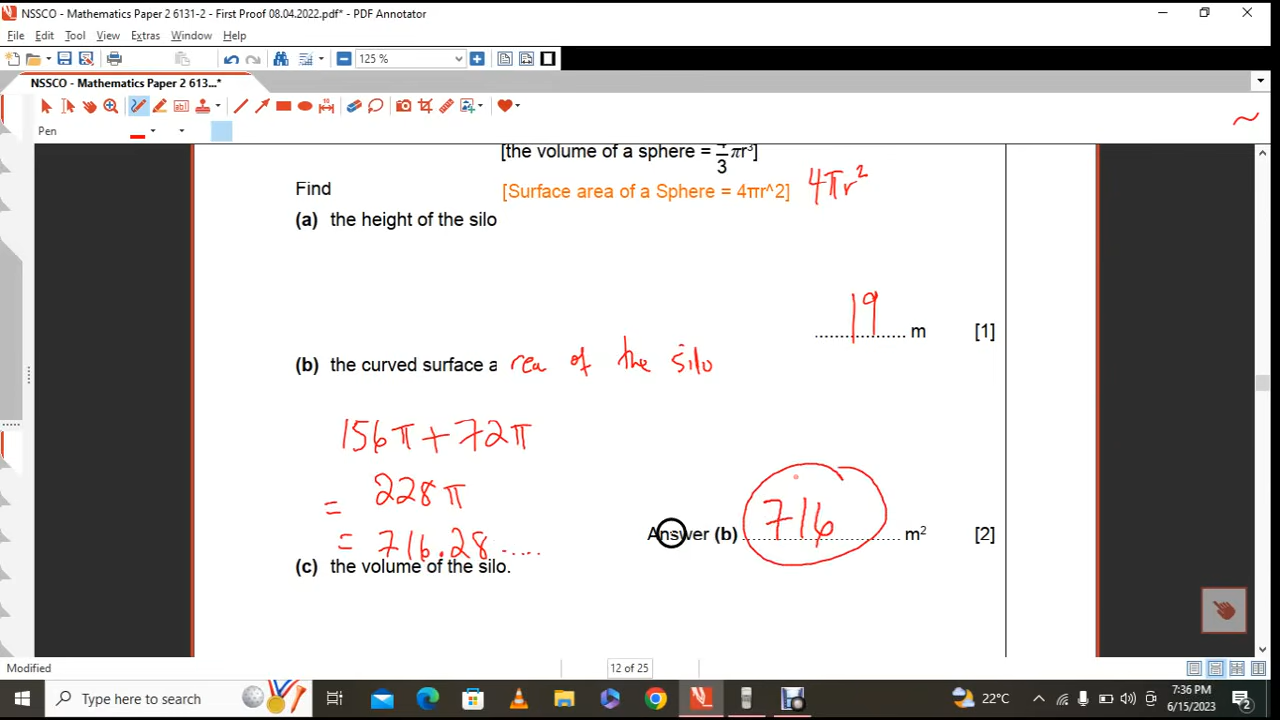 NSSCO - Mathematics Paper 2 6131-2 - First Proof 08.04.2022.pdf* - PDF Annotator
File Edit Tool View Extras Window Help
125 %
NSSCO - Mathematics Paper 2 613...*
Pen
[the volume of a sphere = 4/3 πr³]
Find [Surface area of a Sphere = 4πr^2] 4πr²
(a) the height of the silo
19
.................. m [1]
(b) the curved surface a rea of the silo
156π + 72π
= 228π
= 716.28.....
Answer (b) 716 m² [2]
(c) the volume of the silo.
Modified
12 of 25
Type here to search
22°C
7:36 PM
6/15/2023
2